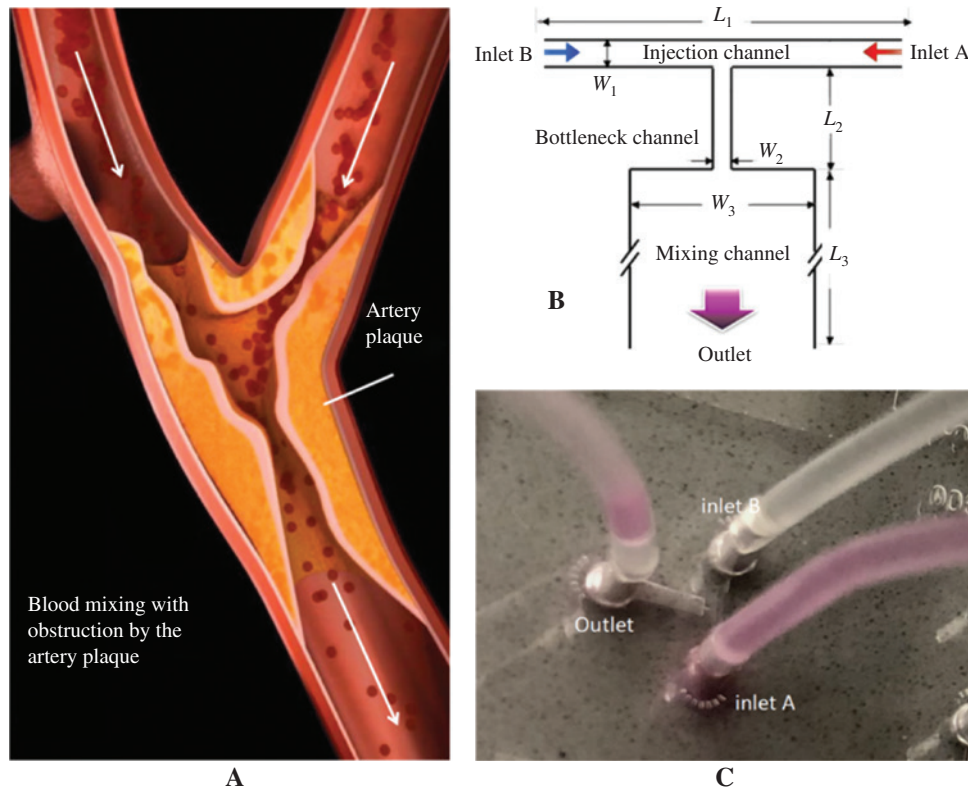 Artery
plaque
Blood mixing with
obstruction by the
artery plaque
A
L1
Inlet B
Injection channel
Inlet A
W1
L2
Bottleneck channel
W2
W3
Mixing channel
L3
B
Outlet
inlet B
Outlet
inlet A
C